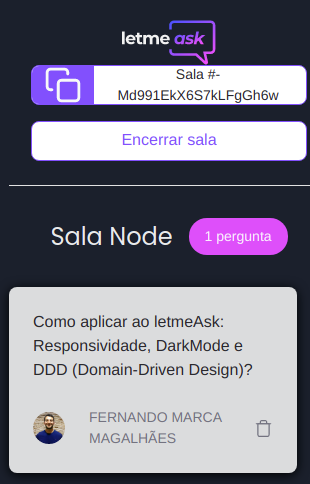 letmeask
Sala #-
Md991EkX6S7kLFgGh6w
Encerrar sala
Sala Node
1 pergunta
Como aplicar ao letmeAsk:
Responsividade, DarkMode e
DDD (Domain-Driven Design)?
FERNANDO MARCA
MAGALHÃES